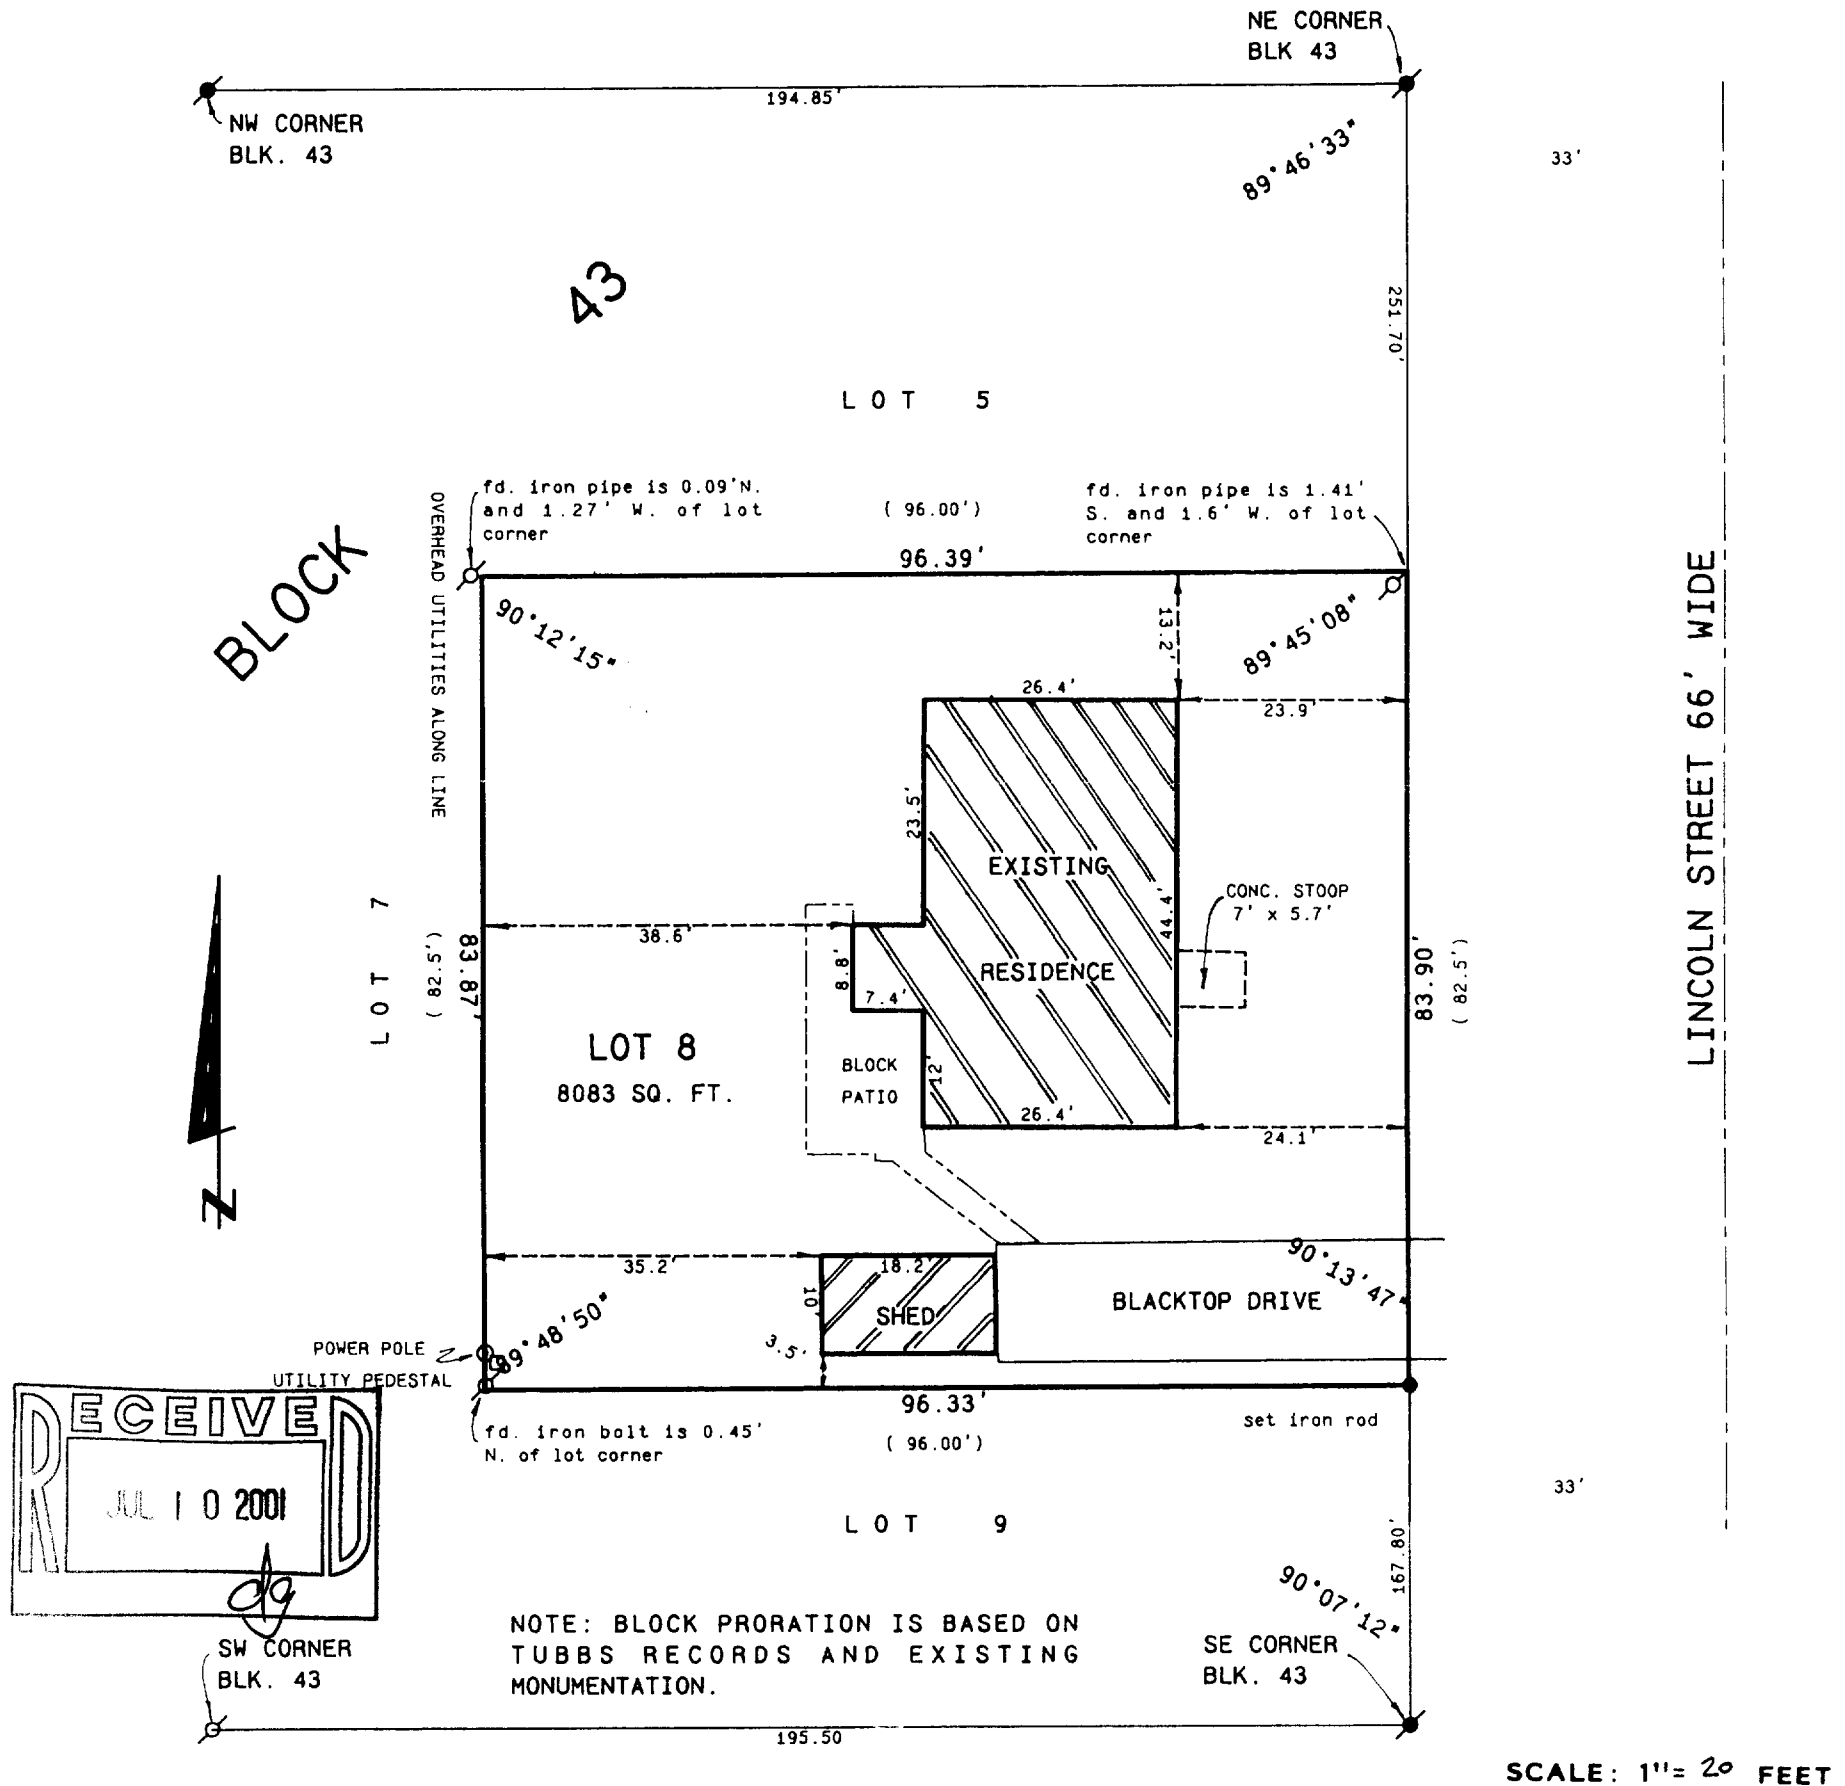 NE CORNER
BLK 43
194.85'
NW CORNER
BLK. 43
89°46'33"
33'
43
251.70'
LOT 5
fd. iron pipe is 0.09'N.
and 1.27' W. of lot
corner
( 96.00')
fd. iron pipe is 1.41'
S. and 1.6' W. of lot
corner
96.39'
OVERHEAD UTILITIES ALONG LINE
BLOCK
90°12'15"
13.2'
89°45'08"
LINCOLN STREET 66' WIDE
26.4'
23.9'
23.5'
EXISTING
44.4'
CONC. STOOP
7' x 5.7'
LOT 7
( 82.5')
83.87'
38.6'
8.8'
7.4'
RESIDENCE
83.90'
( 82.5')
LOT 8
8083 SQ. FT.
BLOCK
PATIO
12'
26.4'
24.1'
N
35.2'
18.2'
10'
SHED
90°13'47"
BLACKTOP DRIVE
89°48'50"
3.5'
POWER POLE
UTILITY PEDESTAL
96.33'
( 96.00')
set iron rod
fd. iron bolt is 0.45'
N. of lot corner
RECEIVED
JUL 10 2001
33'
LOT 9
167.80'
90°07'12"
NOTE: BLOCK PRORATION IS BASED ON
TUBBS RECORDS AND EXISTING
MONUMENTATION.
SW CORNER
BLK. 43
SE CORNER
BLK. 43
195.50
SCALE: 1"= 20 FEET